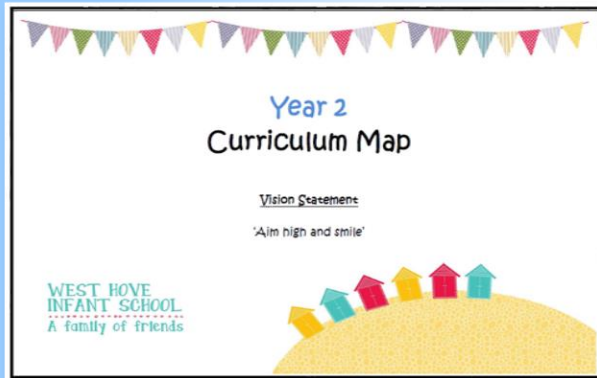 Year 2
Curriculum Map
Vision Statement
'Aim high and smile'
WEST HOVE
INFANT SCHOOL
A family of friends